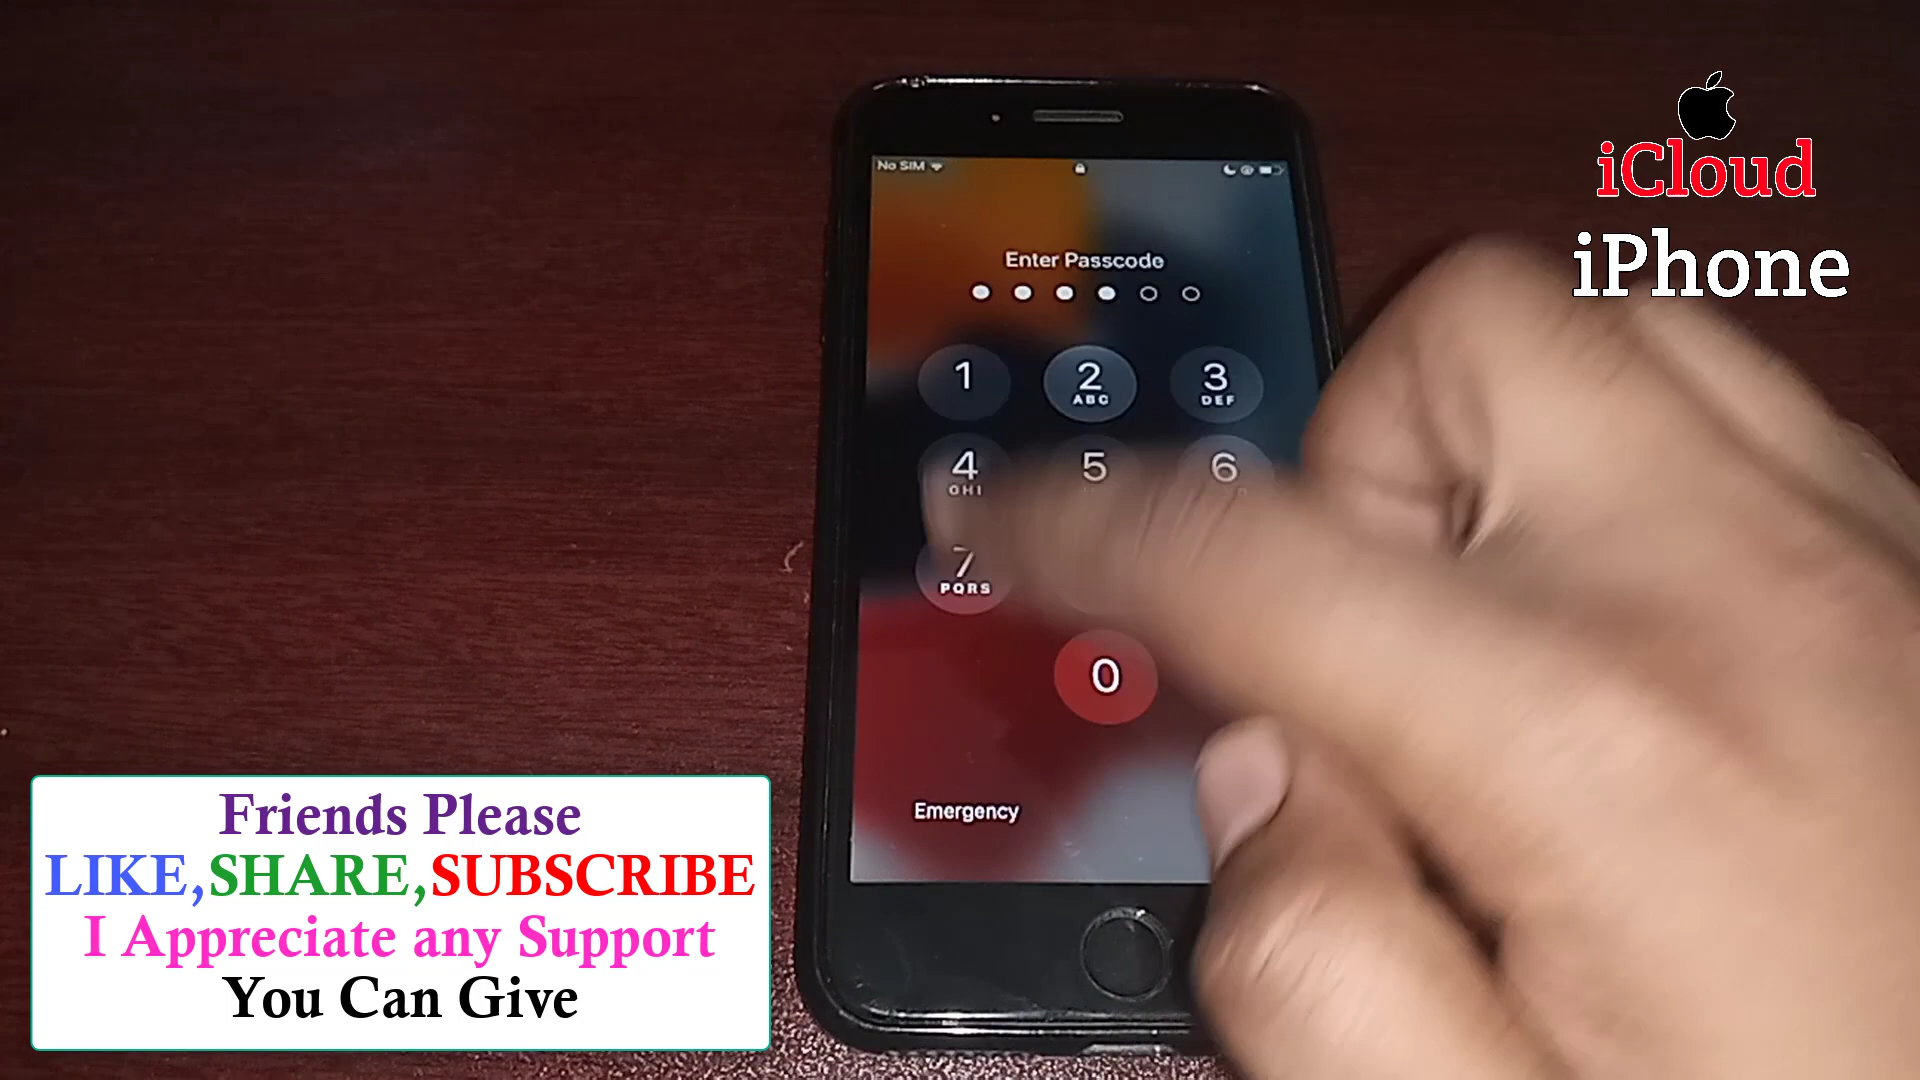 iCloud
iPhone
No SIM
Enter Passcode
1
2
ABC
3
DEF
4
GHI
5
6
7
PQRS
0
Emergency
Friends Please
LIKE,SHARE,SUBSCRIBE
I Appreciate any Support
You Can Give